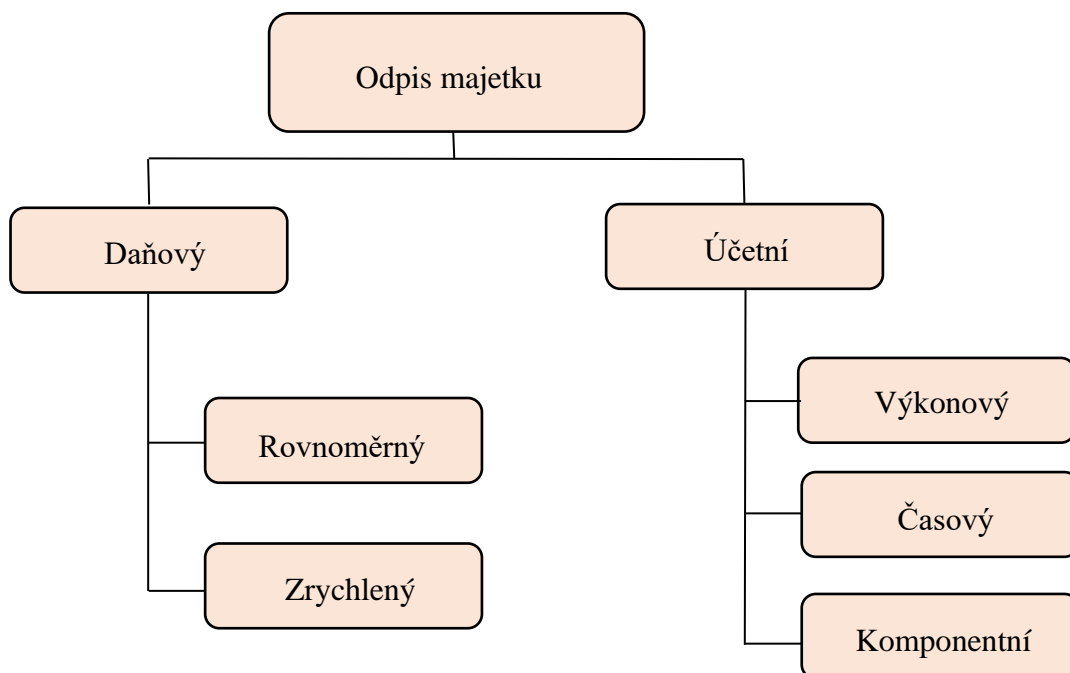 Odpis majetku
Daňový
Účetní
Rovnoměrný
Zrychlený
Výkonový
Časový
Komponentní